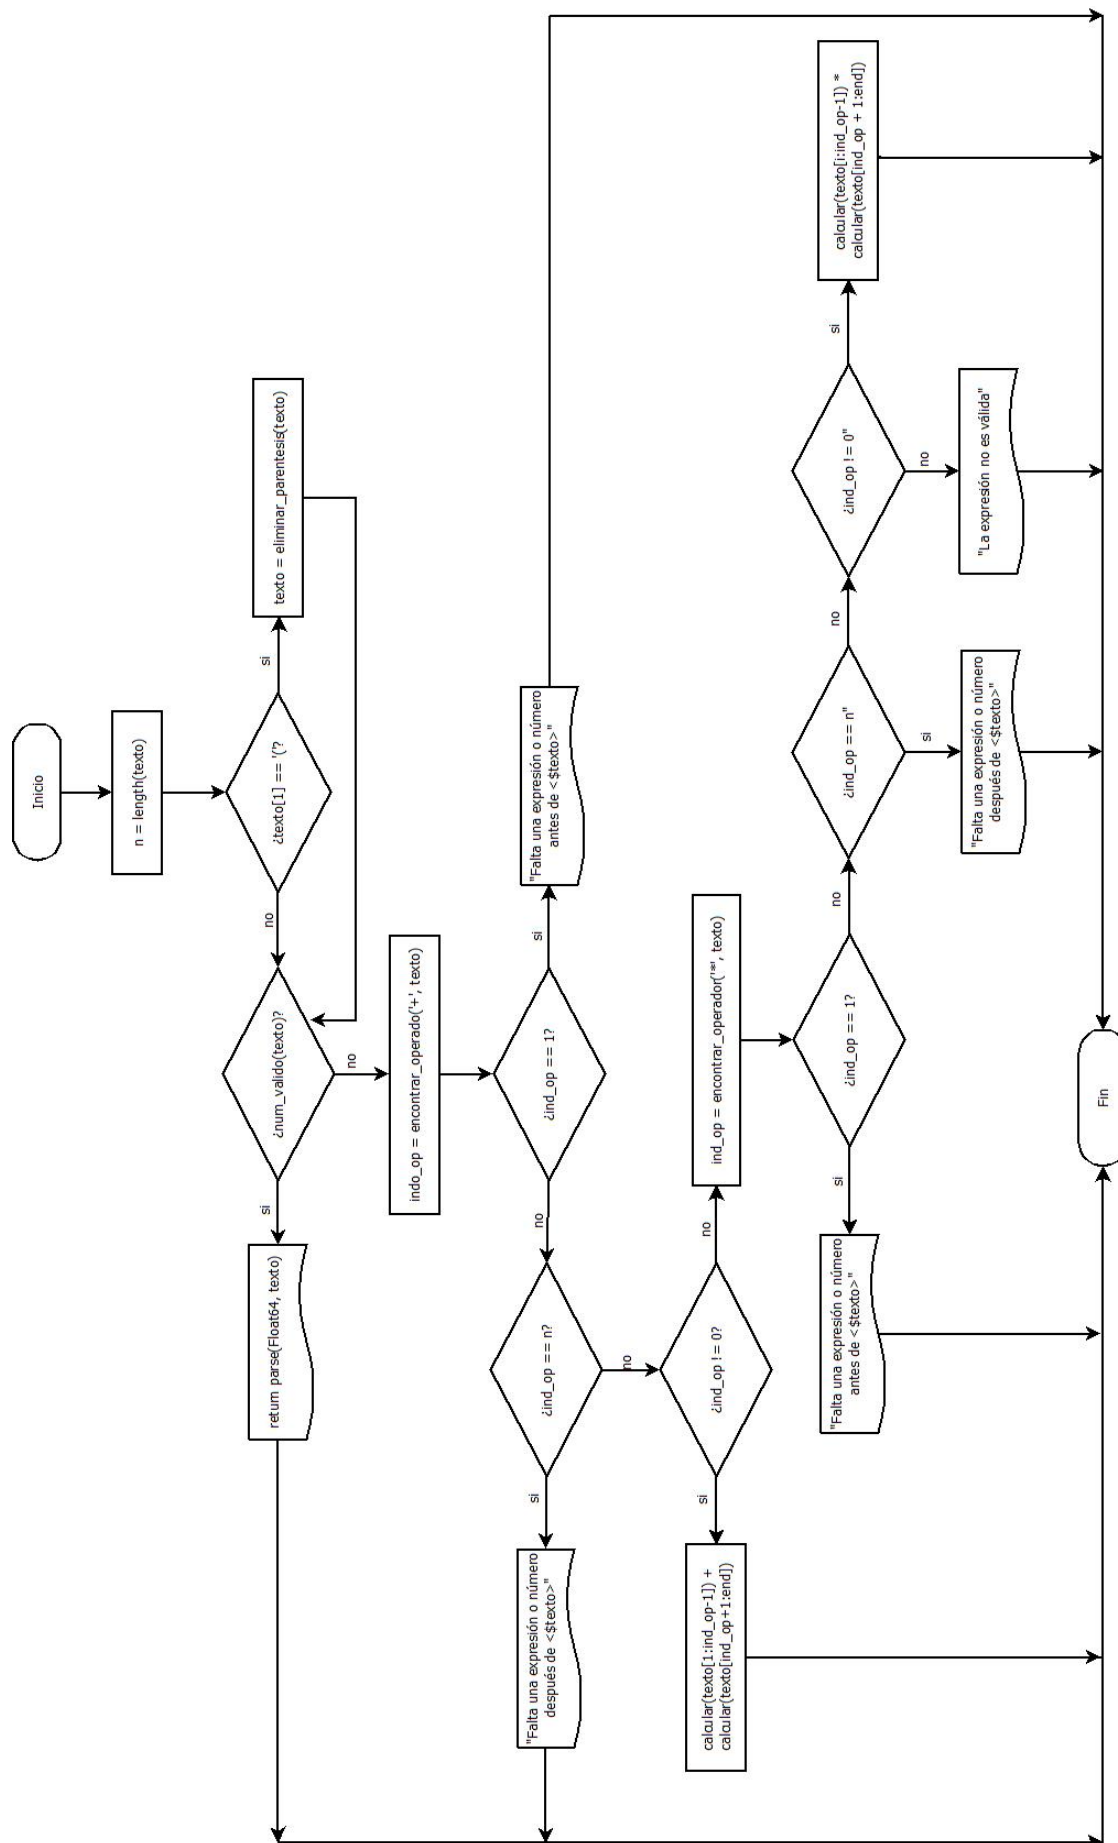 Inicio
n = length(texto)
¿texto[1] == '(?
si
texto = eliminar_parentesis(texto)
no
¿num_valido(texto)?
si
return parse(Float64, texto)
no
indo_op = encontrar_operado('+', texto)
¿ind_op == 1?
si
"Falta una expresión o número
antes de <$texto>"
no
¿ind_op == n?
si
"Falta una expresión o número
después de <$texto>"
no
¿ind_op != 0?
si
calcular(texto[1:ind_op-1]) +
calcular(texto[ind_op+1:end])
no
ind_op = encontrar_operador('*', texto)
¿ind_op == 1?
si
"Falta una expresión o número
antes de <$texto>"
no
¿ind_op == n"
si
"Falta una expresión o número
después de <$texto>"
no
¿ind_op != 0"
si
calcular(texto[i:ind_op-1]) *
calcular(texto[ind_op + 1:end])
no
"La expresión no es válida"
Fin